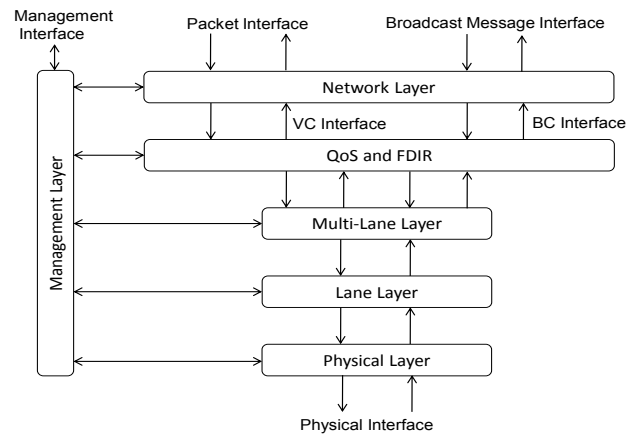 Management
Interface
Packet Interface
Broadcast Message Interface
Network Layer
VC Interface
BC Interface
QoS and FDIR
Management Layer
Multi-Lane Layer
Lane Layer
Physical Layer
Physical Interface